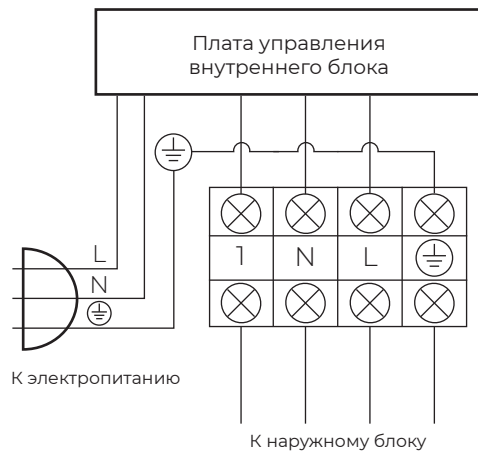 Плата управления
внутреннего блока
L
N
1 N L
К электропитанию
К наружному блоку